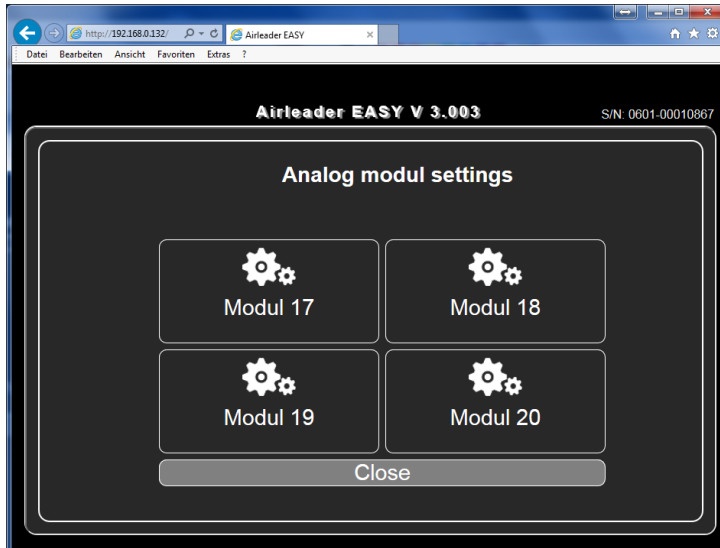 http://192.168.0.132/
Airleader EASY
Datei Bearbeiten Ansicht Favoriten Extras ?
Airleader EASY V 3.003
S/N: 0601-00010867
Analog modul settings
Modul 17
Modul 18
Modul 19
Modul 20
Close